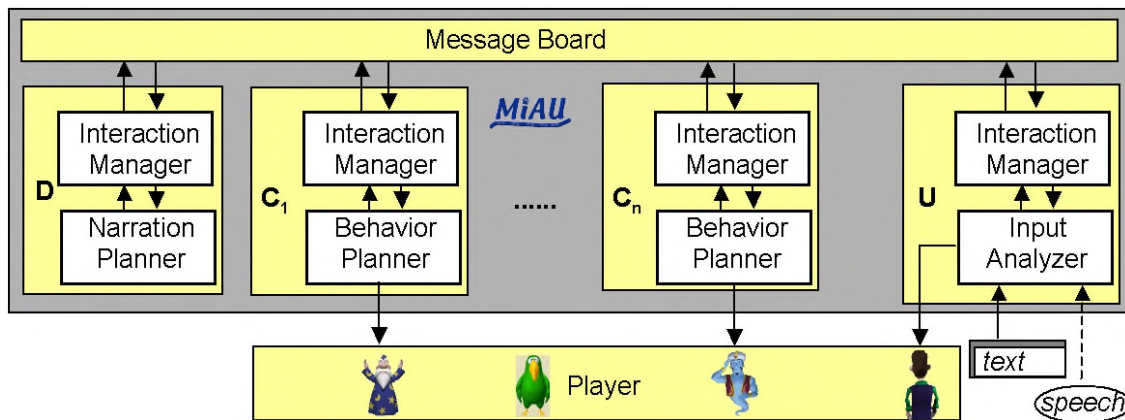 Message Board
MiAU
Interaction
Manager
D
Narration
Planner
Interaction
Manager
C1
Behavior
Planner
......
Interaction
Manager
Cn
Behavior
Planner
Interaction
Manager
U
Input
Analyzer
Player
text
speech